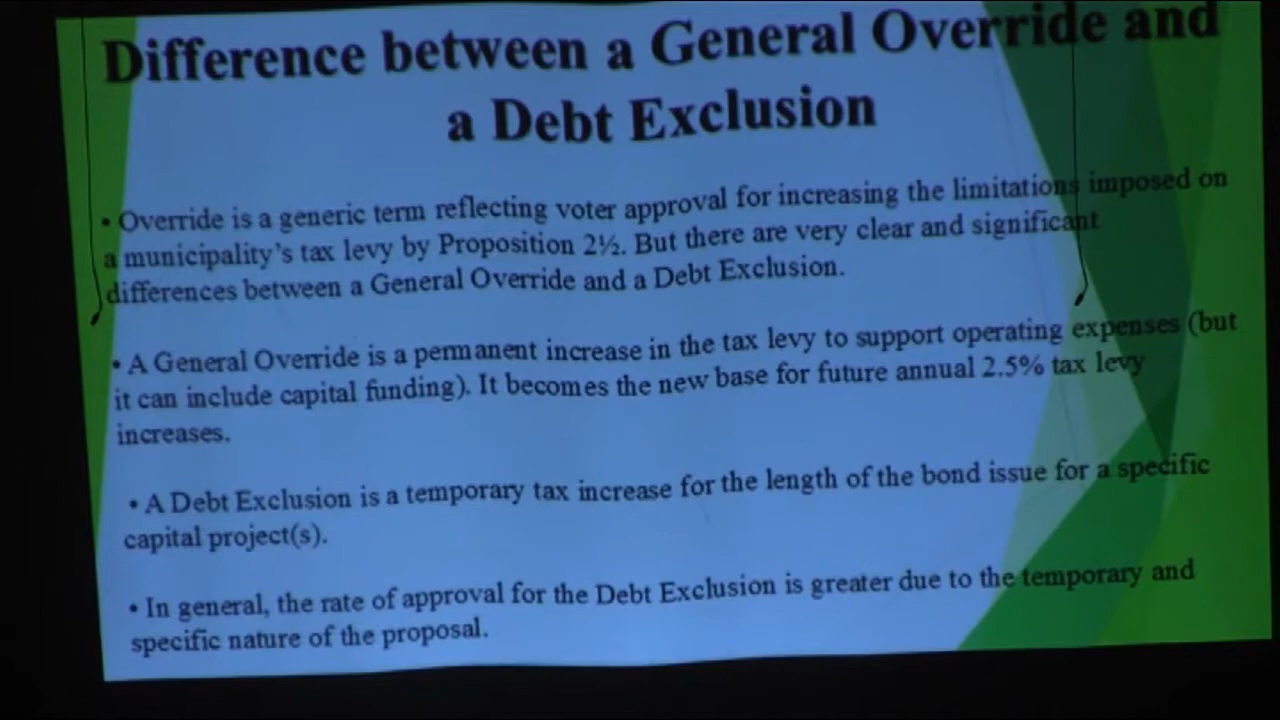 Difference between a General Override and
a Debt Exclusion
• Override is a generic term reflecting voter approval for increasing the limitations imposed on
a municipality’s tax levy by Proposition 2½. But there are very clear and significant
differences between a General Override and a Debt Exclusion.
• A General Override is a permanent increase in the tax levy to support operating expenses (but
it can include capital funding). It becomes the new base for future annual 2.5% tax levy
increases.
• A Debt Exclusion is a temporary tax increase for the length of the bond issue for a specific
capital project(s).
• In general, the rate of approval for the Debt Exclusion is greater due to the temporary and
specific nature of the proposal.